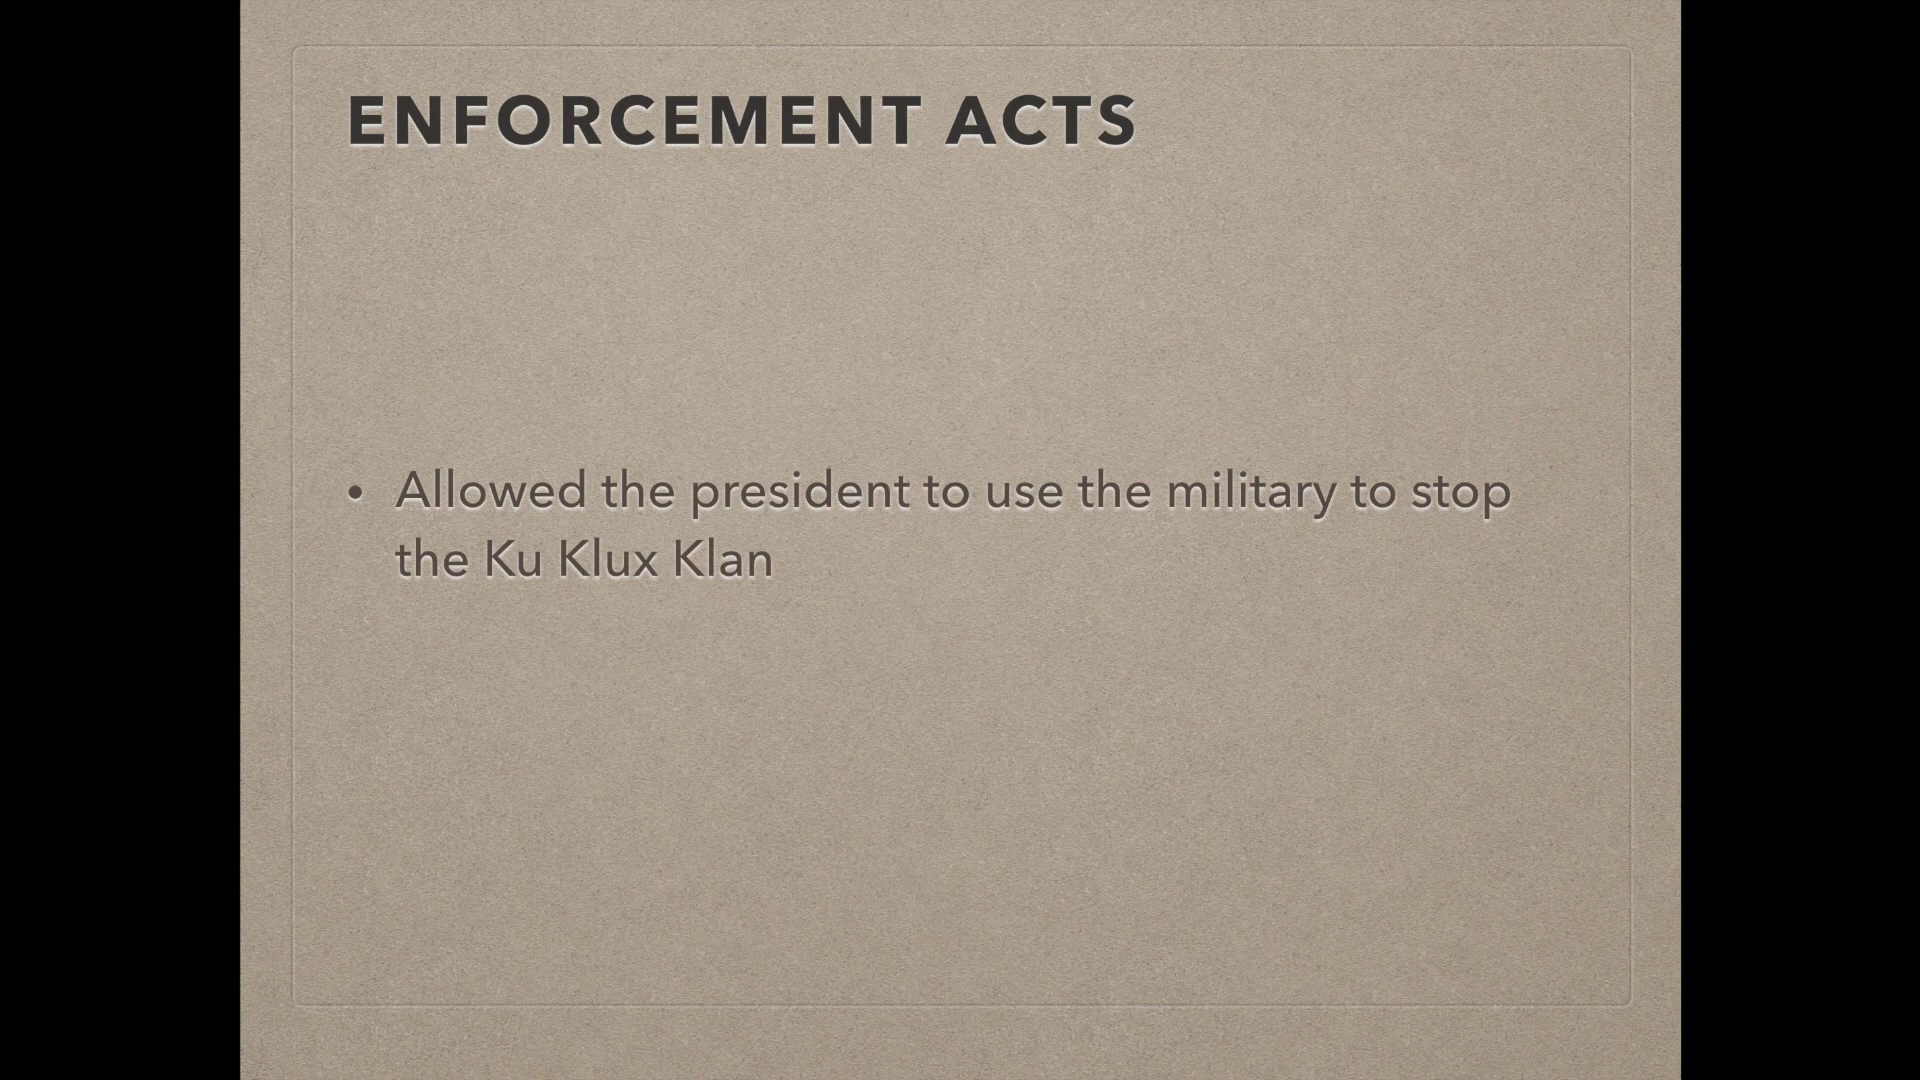 ENFORCEMENT ACTS
• Allowed the president to use the military to stop
the Ku Klux Klan